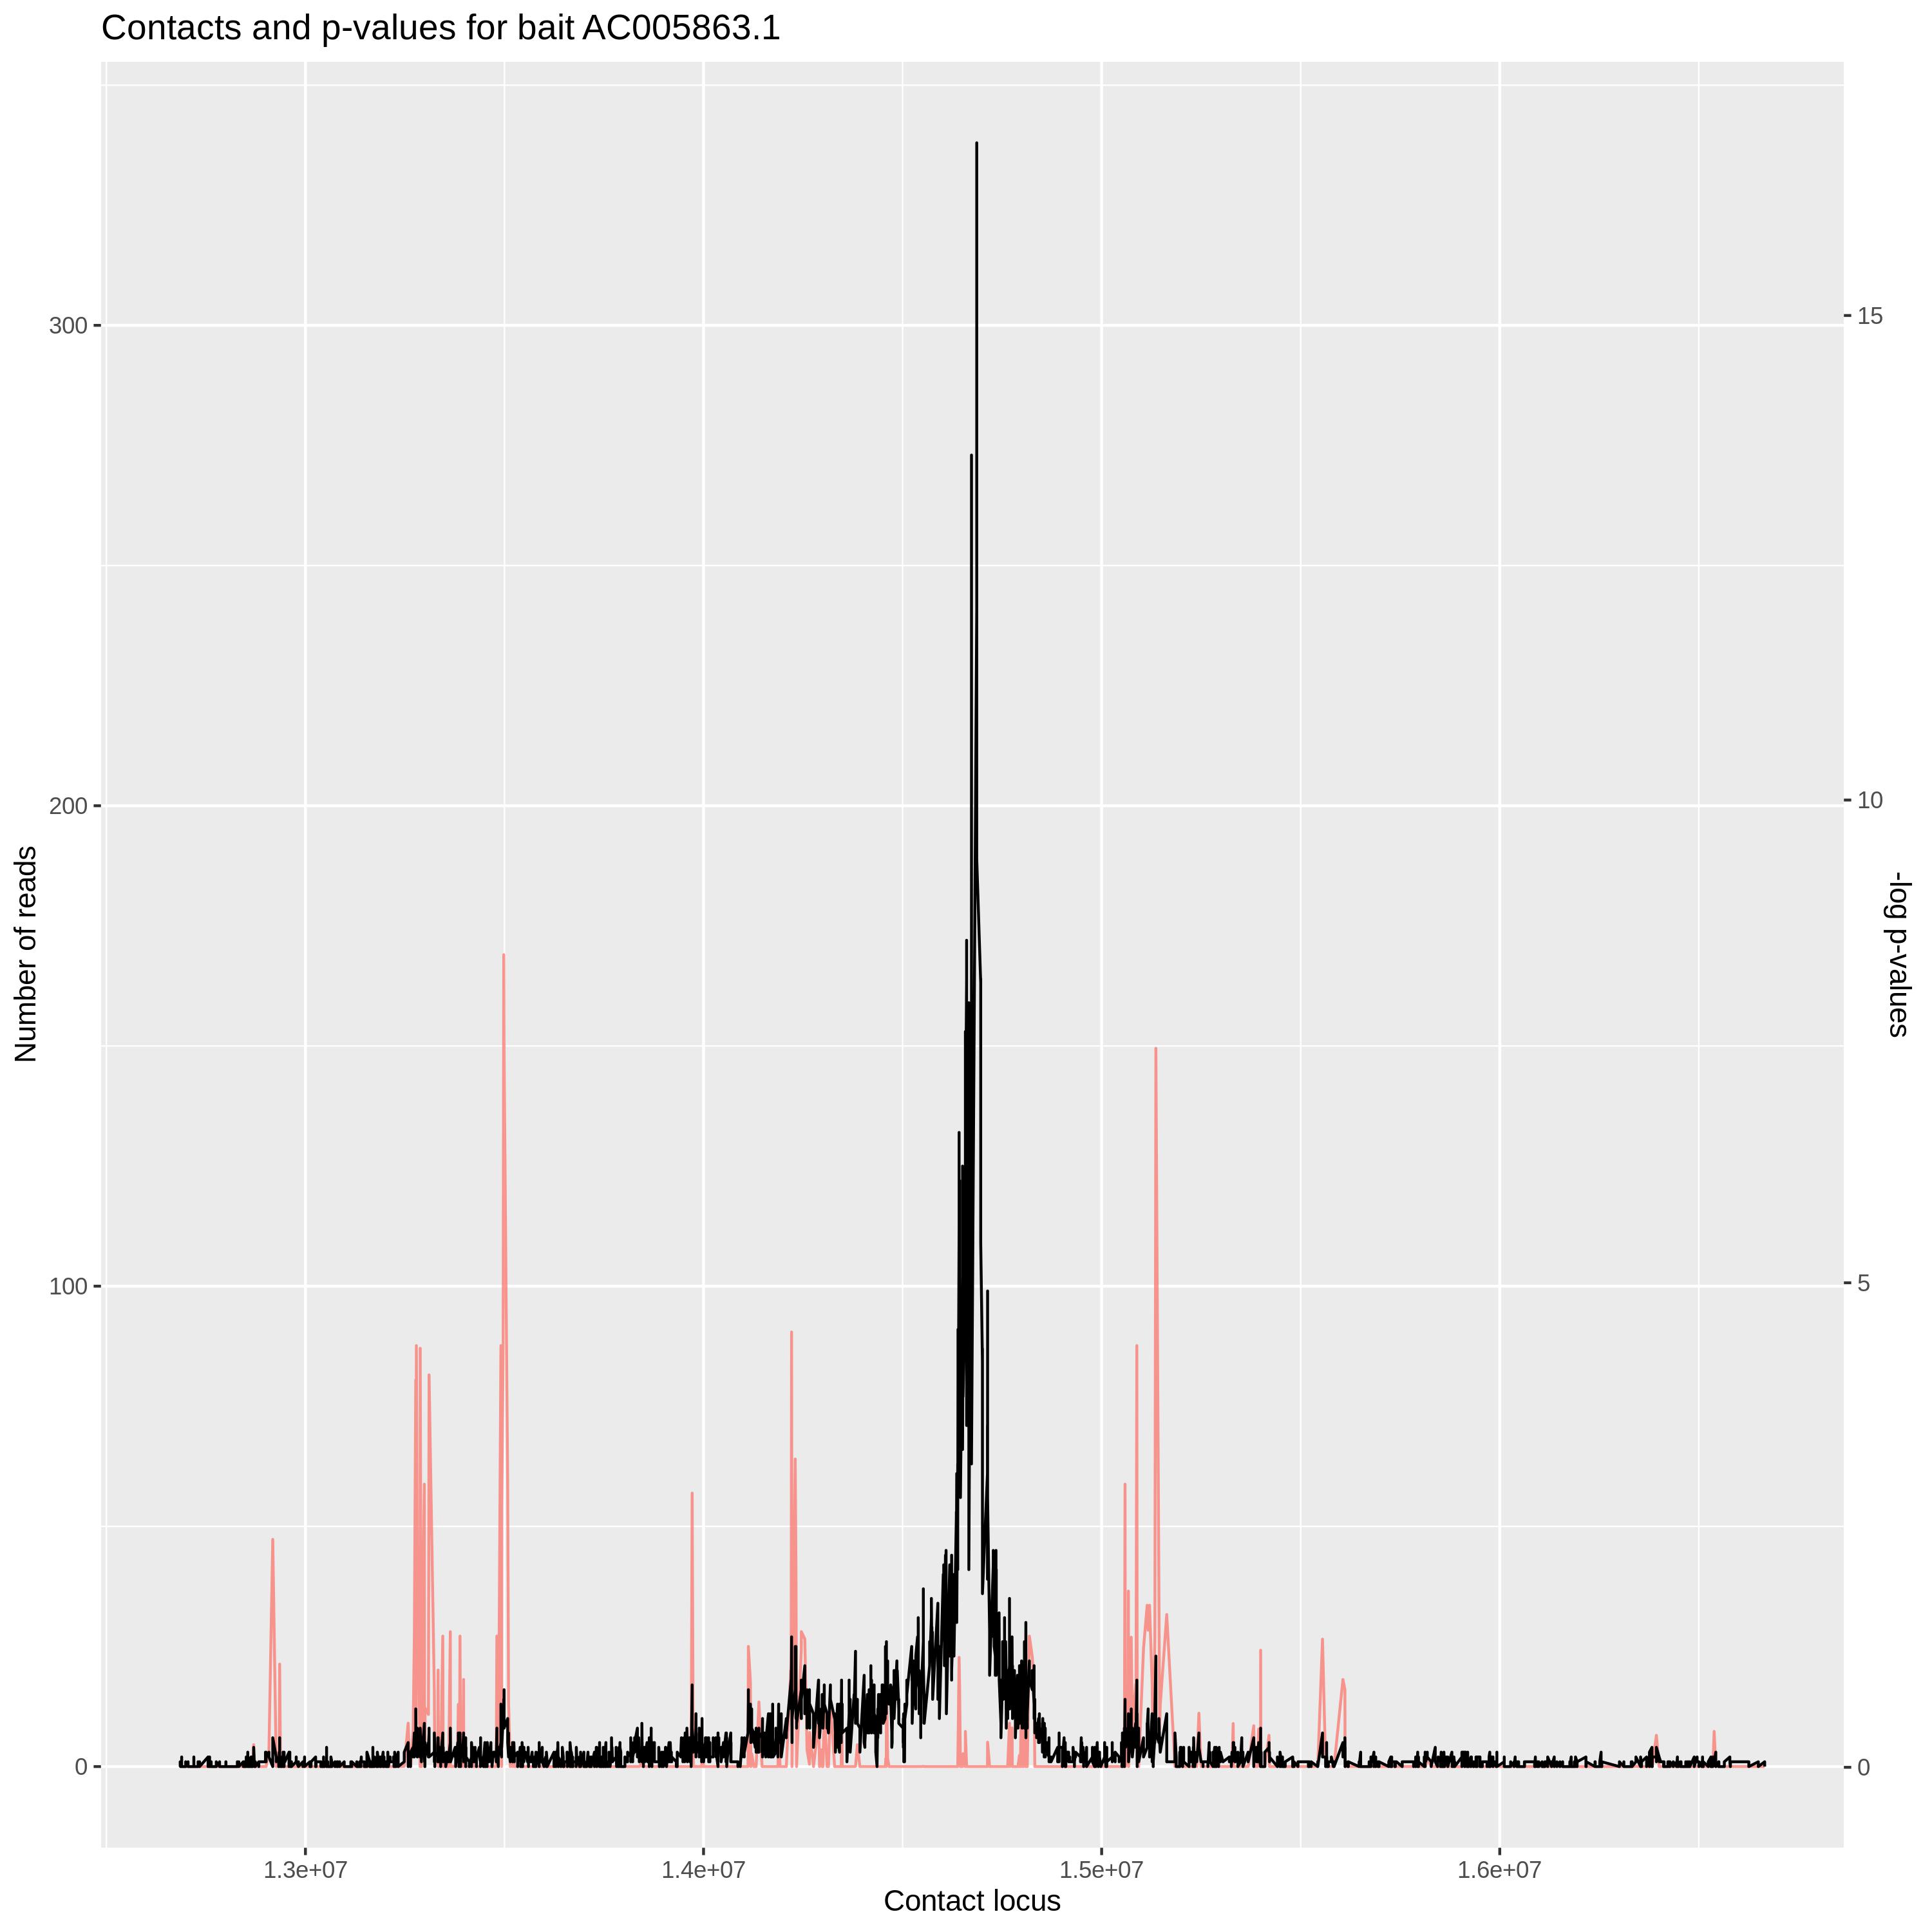 Contacts and p-values for bait AC005863.1
300
200
100
0
15
10
5
0
Number of reads
-log p-values
1.3e+07 1.4e+07 1.5e+07 1.6e+07
Contact locus